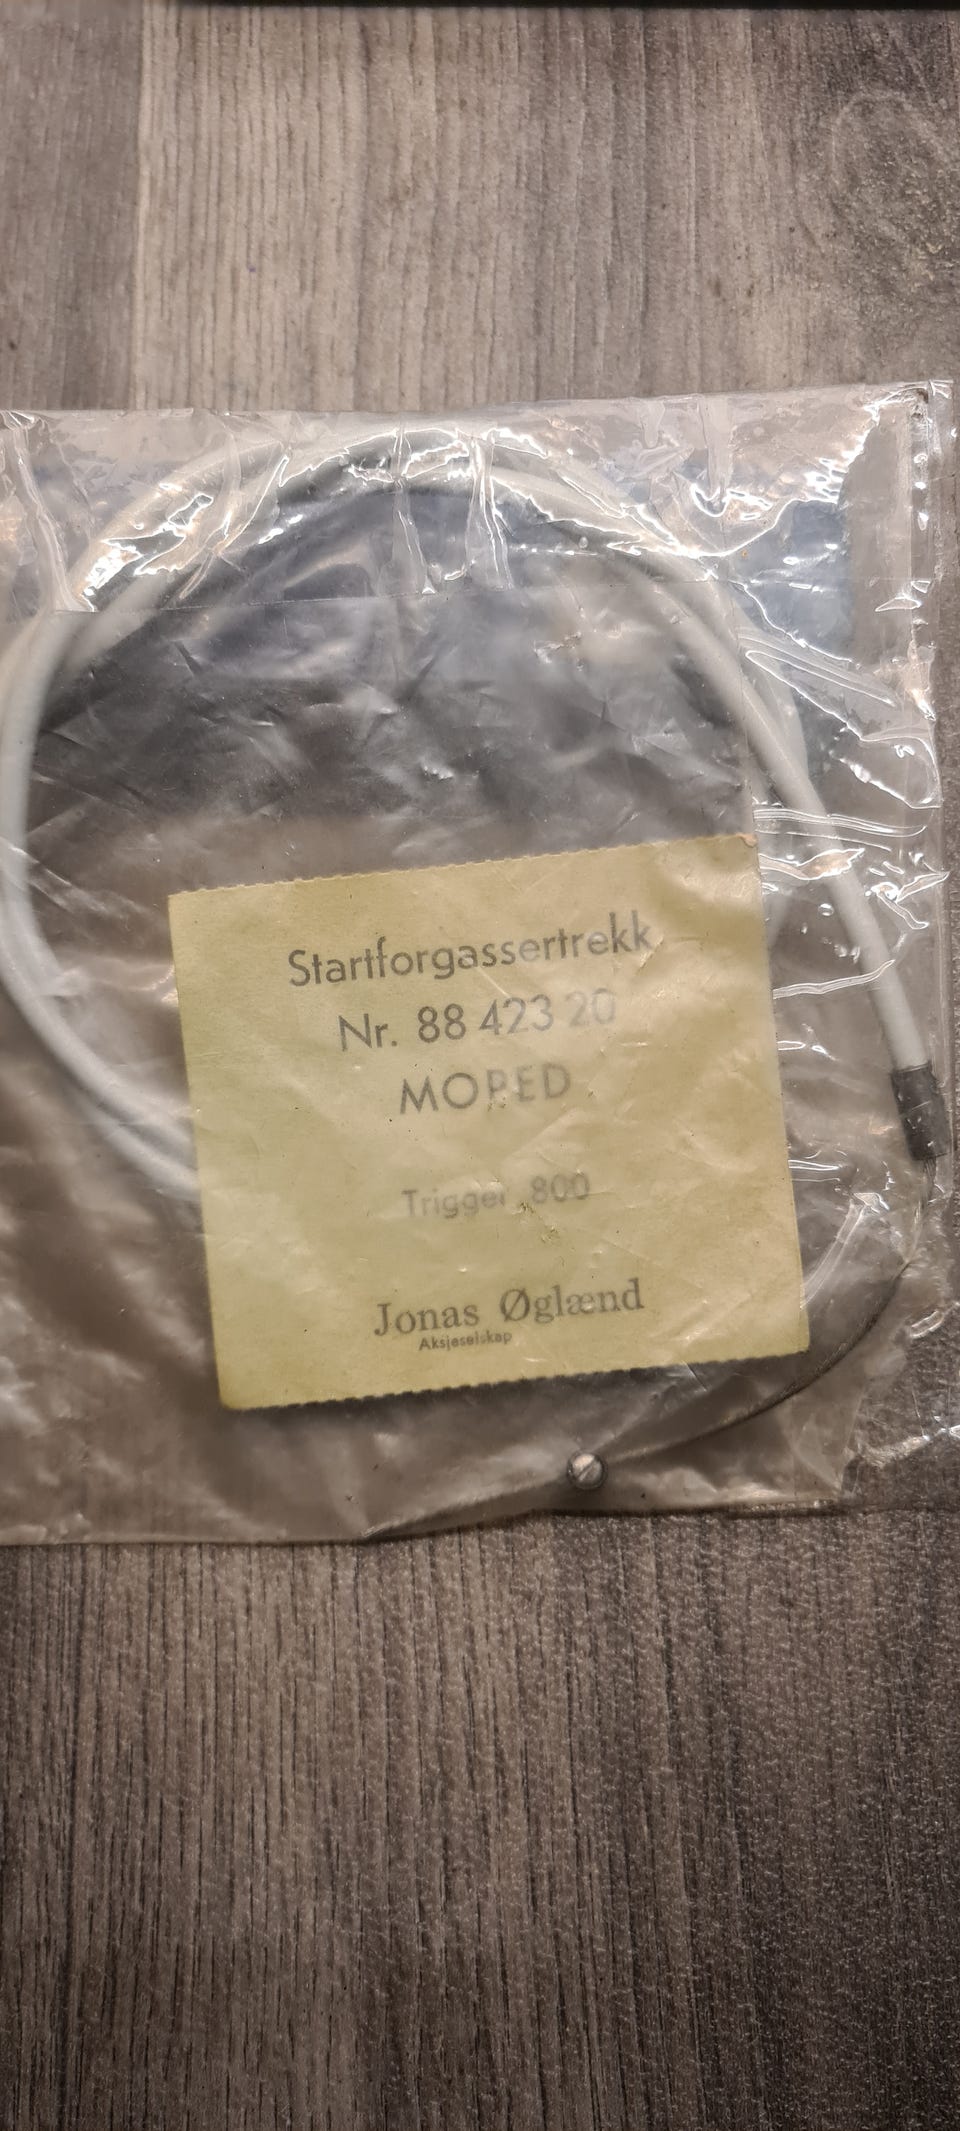 Startforgassertrekk
Nr. 88 423 20
MOPED
Trigger 800
Jonas Øglænd
Aksjeselskap